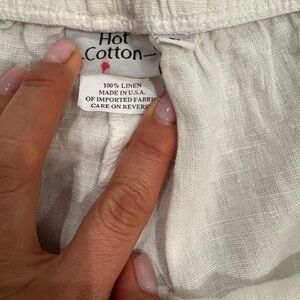 Hot
Cotton
100% LINEN
MADE IN U.S.A.
OF IMPORTED FABRIC
CARE ON REVERSE